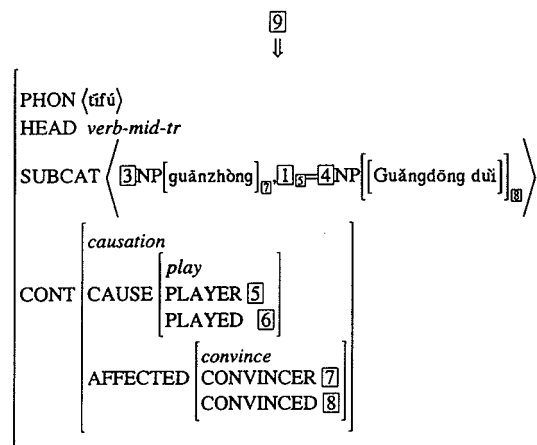 9
⇓
PHON ⟨tīfú⟩
HEAD verb-mid-tr
SUBCAT ⟨ 3 NP[guānzhòng] 7, 1 5=4 NP[[Guǎngdōng duì]] 8 ⟩
causation
play
CONT CAUSE PLAYER 5
PLAYED 6
convince
AFFECTED CONVINCER 7
CONVINCED 8